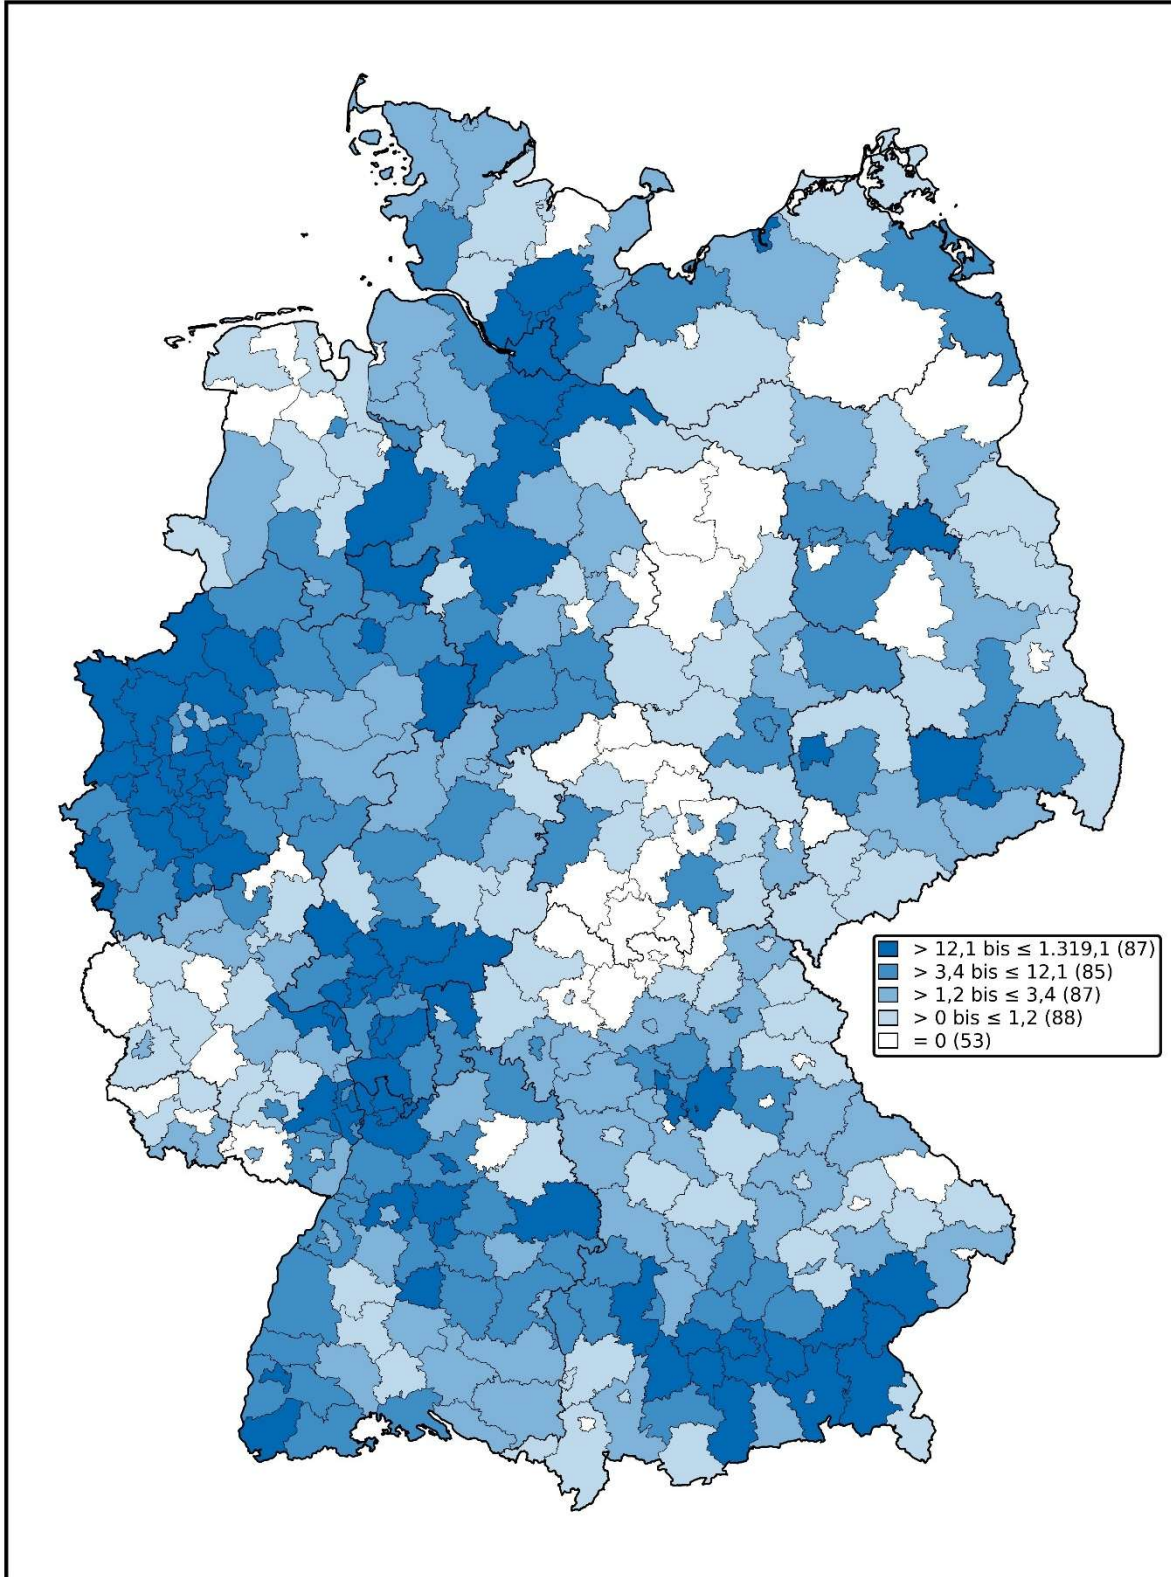 > 12,1 bis ≤ 1.319,1 (87)
> 3,4 bis ≤ 12,1 (85)
> 1,2 bis ≤ 3,4 (87)
> 0 bis ≤ 1,2 (88)
= 0 (53)